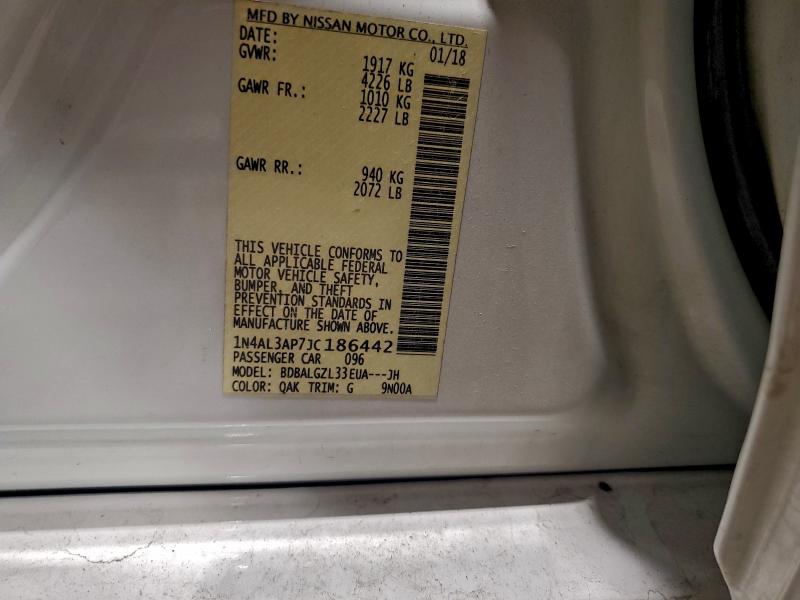 MFD BY NISSAN MOTOR CO., LTD.
DATE: 01/18
GVWR: 1917 KG
4226 LB
GAWR FR.: 1010 KG
2227 LB
GAWR RR.: 940 KG
2072 LB
THIS VEHICLE CONFORMS TO
ALL APPLICABLE FEDERAL
MOTOR VEHICLE SAFETY,
BUMPER, AND THEFT
PREVENTION STANDARDS IN
EFFECT ON THE DATE OF
MANUFACTURE SHOWN ABOVE.
1N4AL3AP7JC186442
PASSENGER CAR 096
MODEL: BDBALGZL33EUA---JH
COLOR: QAK TRIM: G 9N00A